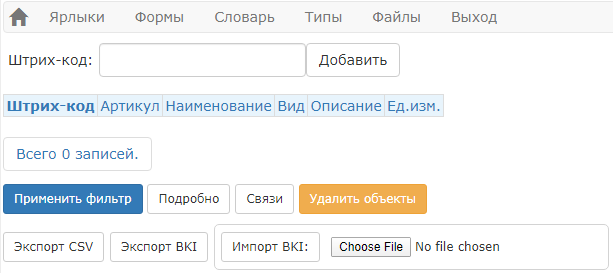 Ярлыки Формы Словарь Типы Файлы Выход
Штрих-код: Добавить
Штрих-код Артикул Наименование Вид Описание Ед.изм.
Всего 0 записей.
Применить фильтр Подробно Связи Удалить объекты
Экспорт CSV Экспорт BKI Импорт BKI: Choose File No file chosen